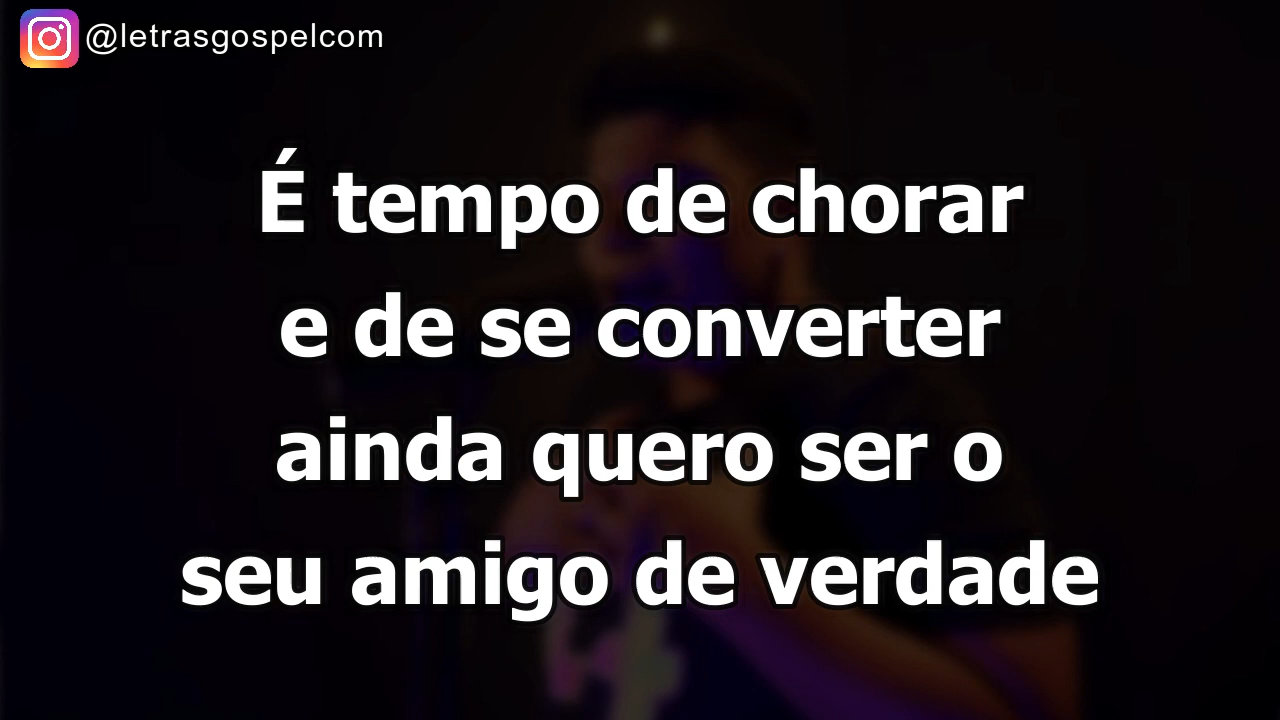 @letrasgospelcom
É tempo de chorar
e de se converter
ainda quero ser o
seu amigo de verdade